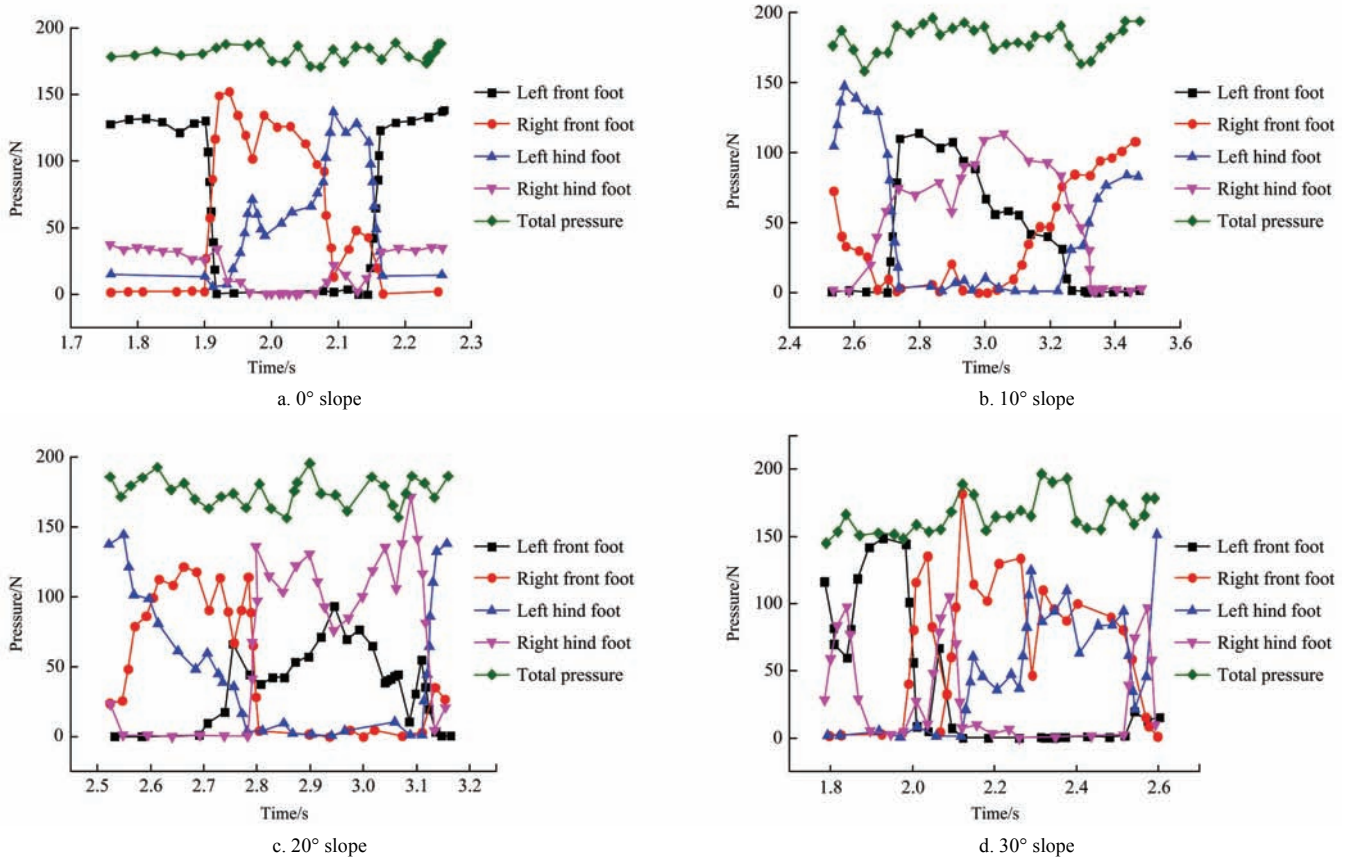 200
150
100
50
0
Pressure/N
1.7 1.9 2.0 2.1 2.2 2.3
Time/s
Left front foot
Right front foot
Left hind foot
Right hind foot
Total pressure
a. 0° slope
200
150
100
50
0
Pressure/N
2.4 2.6 2.8 3.0 3.2 3.4 3.6
Time/s
Left front foot
Right front foot
Left hind foot
Right hind foot
Total pressure
b. 10° slope
200
150
100
50
0
Pressure/N
2.5 2.6 2.7 2.8 2.9 3.0 3.1 3.2
Time/s
Left front foot
Right front foot
Left hind foot
Right hind foot
Total pressure
c. 20° slope
200
150
100
50
0
Pressure/N
1.8 2.0 2.2 2.4 2.6
Time/s
Left front foot
Right front foot
Left hind foot
Right hind foot
Total pressure
d. 30° slope